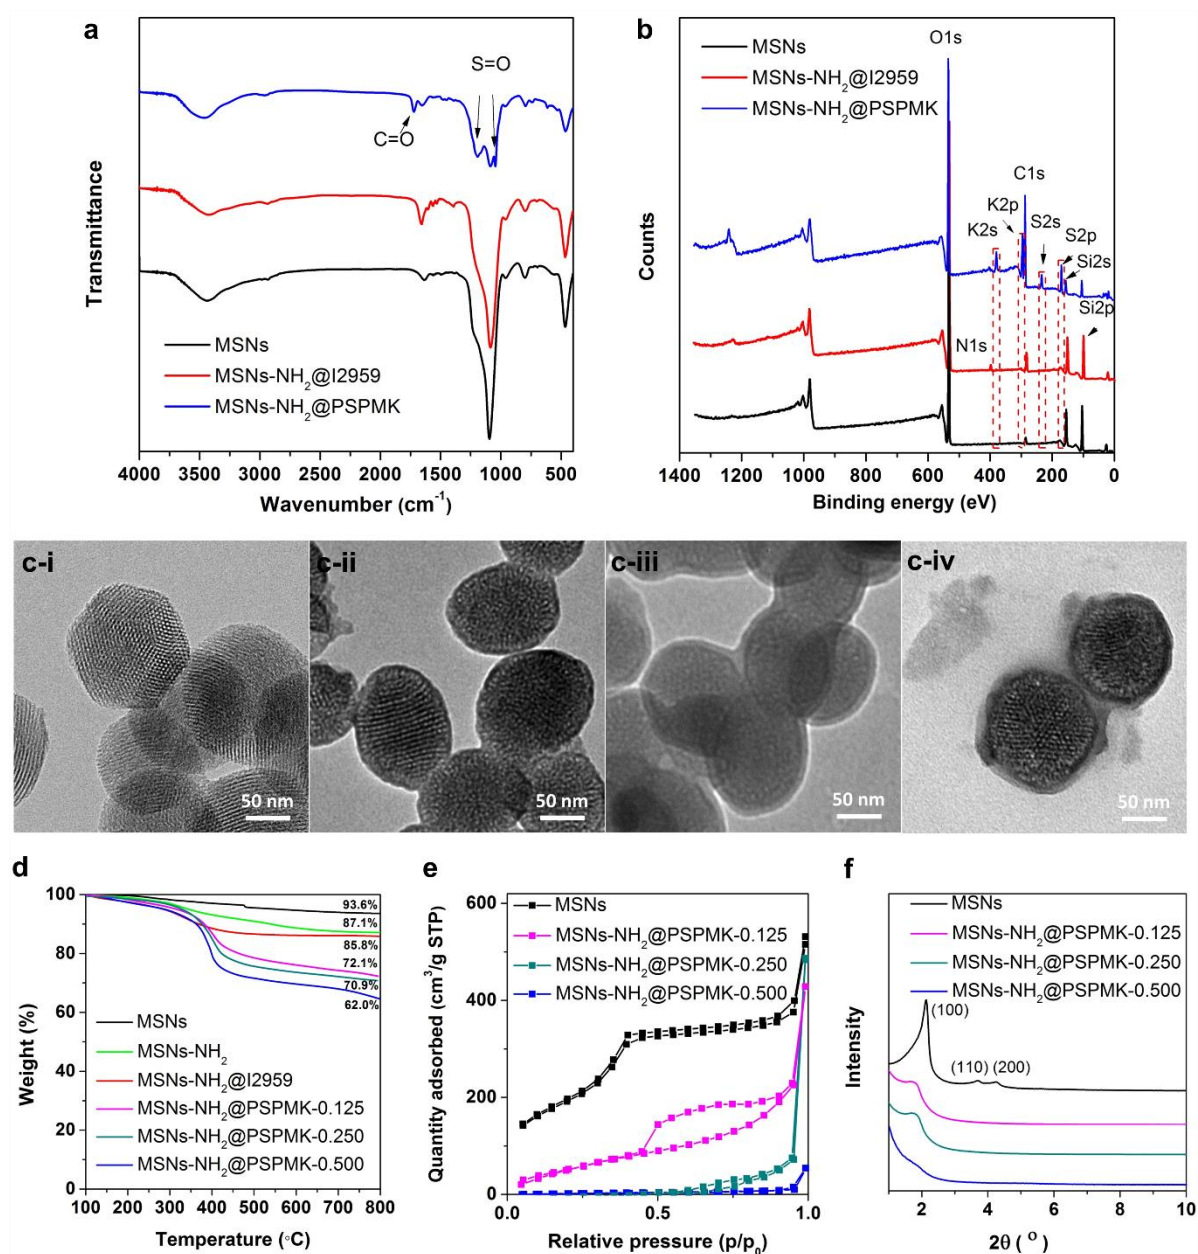 a
S=O
C=O
MSNs
MSNs-NH2@I2959
MSNs-NH2@PSPMK
4000 3500 3000 2500 2000 1500 1000 500
Wavenumber (cm-1)
Transmittance
b
O1s
MSNs
MSNs-NH2@I2959
MSNs-NH2@PSPMK
C1s
K2p
K2s
S2s
S2p
Si2s
Si2p
N1s
1400 1200 1000 800 600 400 200 0
Binding energy (eV)
Counts
c-i
50 nm
c-ii
50 nm
c-iii
50 nm
c-iv
50 nm
d
100
80
60
40
20
0
93.6%
87.1%
85.8%
72.1%
70.9%
62.0%
MSNs
MSNs-NH2
MSNs-NH2@I2959
MSNs-NH2@PSPMK-0.125
MSNs-NH2@PSPMK-0.250
MSNs-NH2@PSPMK-0.500
100 200 300 400 500 600 700 800
Temperature (◦C)
Weight (%)
e
600
400
200
0
MSNs
MSNs-NH2@PSPMK-0.125
MSNs-NH2@PSPMK-0.250
MSNs-NH2@PSPMK-0.500
0.0 0.5 1.0
Relative pressure (p/p0)
Quantity adsorbed (cm3/g STP)
f
MSNs
MSNs-NH2@PSPMK-0.125
MSNs-NH2@PSPMK-0.250
MSNs-NH2@PSPMK-0.500
(100)
(110) (200)
2 4 6 8 10
2θ ( O )
Intensity